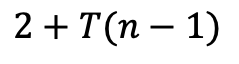 2 + T(n − 1)